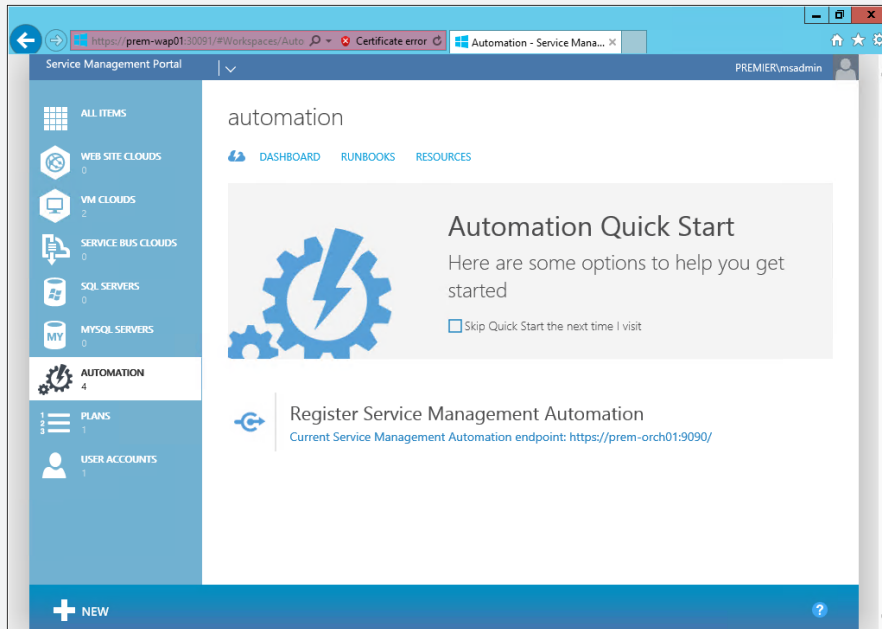 https://prem-wap01:30091/#Workspaces/Auto
Certificate error
Automation - Service Mana...
Service Management Portal
PREMIER\msadmin
ALL ITEMS
WEB SITE CLOUDS
0
VM CLOUDS
2
SERVICE BUS CLOUDS
0
SQL SERVERS
0
MY
MYSQL SERVERS
0
AUTOMATION
4
1
2
3
PLANS
1
USER ACCOUNTS
1
NEW
automation
DASHBOARD RUNBOOKS RESOURCES
Automation Quick Start
Here are some options to help you get
started
Skip Quick Start the next time I visit
Register Service Management Automation
Current Service Management Automation endpoint: https://prem-orch01:9090/
?